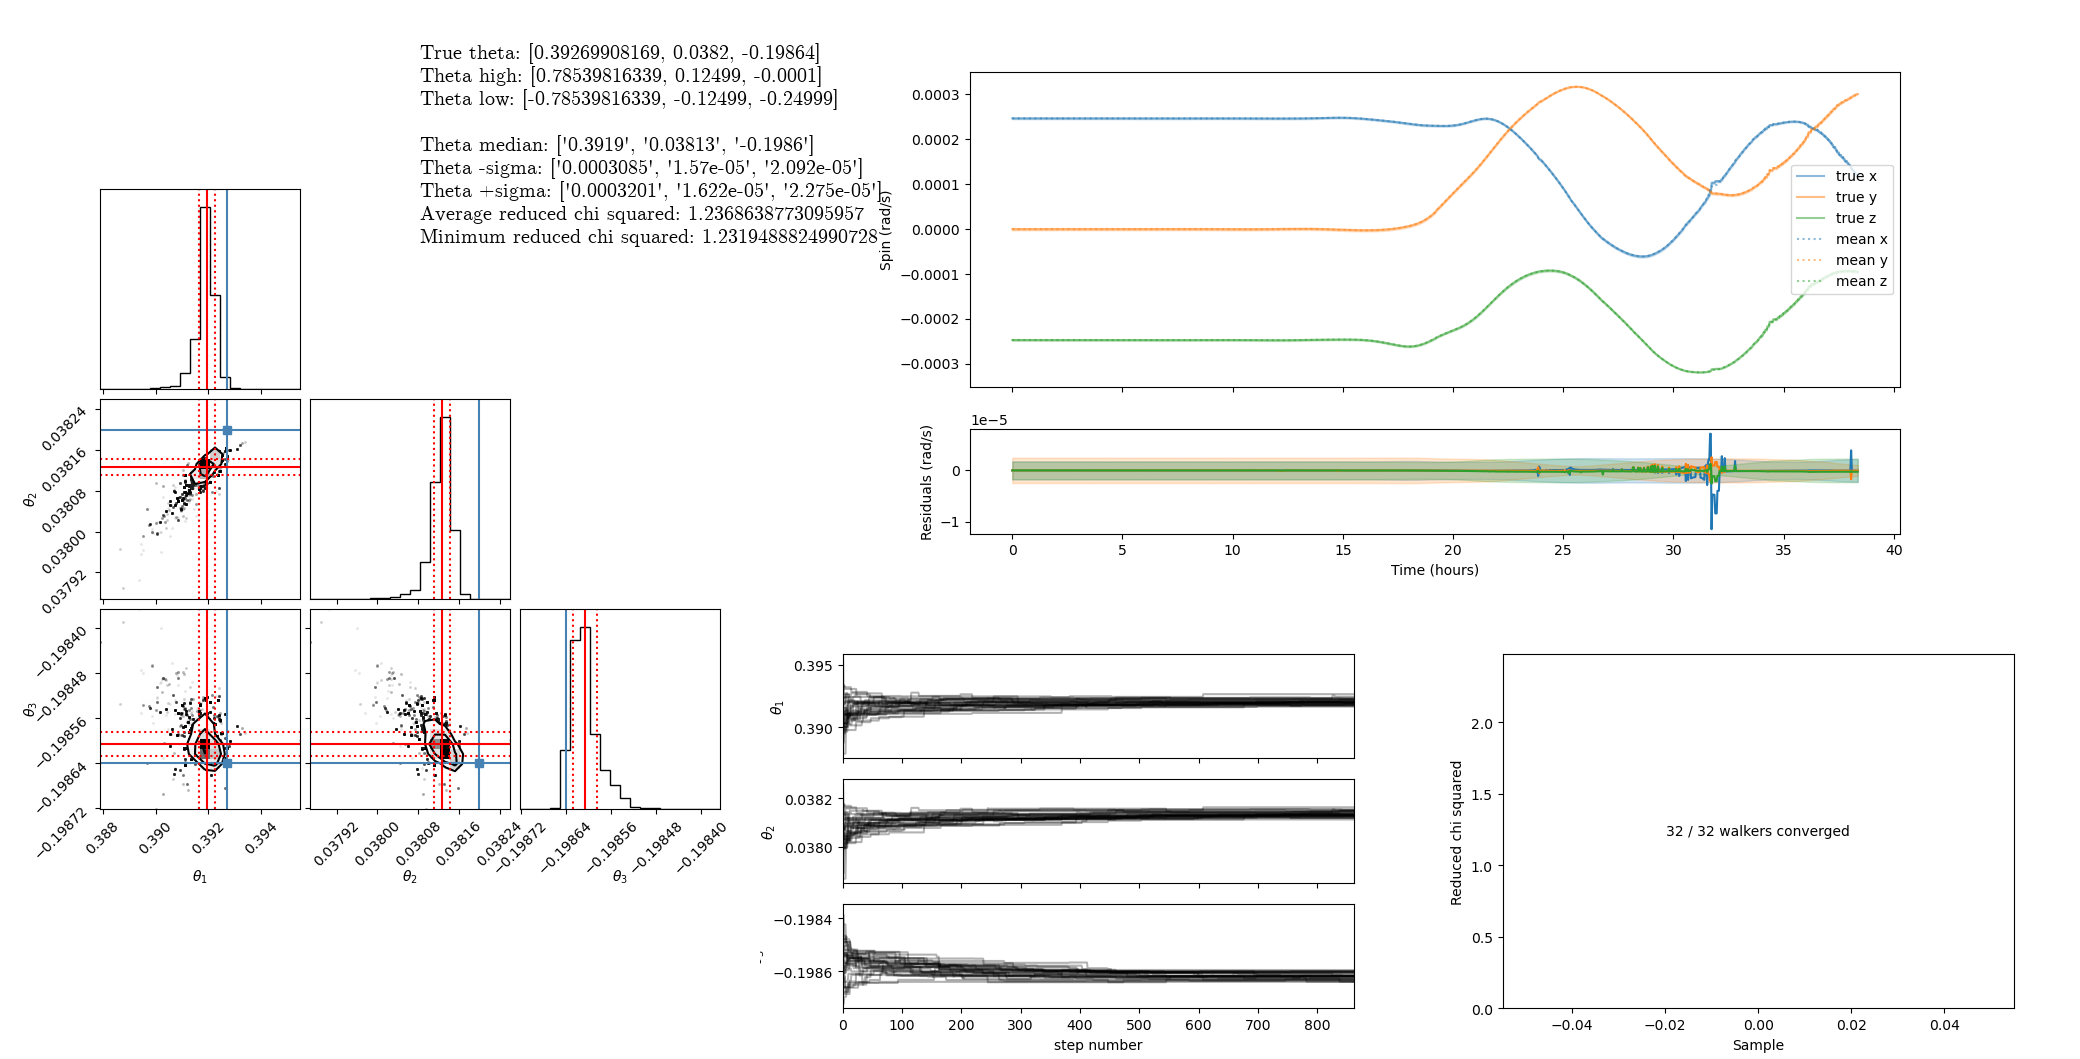 True theta: [0.39269908169, 0.0382, -0.19864]
Theta high: [0.78539816339, 0.12499, -0.0001]
Theta low: [-0.78539816339, -0.12499, -0.24999]
Theta median: ['0.3919', '0.03813', '-0.1986']
Theta -sigma: ['0.0003085', '1.57e-05', '2.092e-05']
Theta +sigma: ['0.0003201', '1.622e-05', '2.275e-05']
Average reduced chi squared: 1.2368638773095957
Minimum reduced chi squared: 1.2319488824990728
0.03824
0.03816
0.03808
0.03800
0.03792
θ2
−0.19840
−0.19848
−0.19856
−0.19864
−0.19872
θ3
0.388
0.390
0.392
0.394
θ1
0.03792
0.03800
0.03808
0.03816
0.03824
θ2
−0.19872
−0.19864
−0.19856
−0.19848
−0.19840
θ3
0.0003
0.0002
0.0001
0.0000
−0.0001
−0.0002
−0.0003
Spin (rad/s)
true x
true y
true z
mean x
mean y
mean z
1e−5
0
−1
Residuals (rad/s)
0
5
10
15
20
25
30
35
40
Time (hours)
0.395
0.390
θ1
0.0382
0.0380
θ2
−0.1984
−0.1986
0
100
200
300
400
500
600
700
800
step number
2.0
1.5
1.0
0.5
0.0
Reduced chi squared
32 / 32 walkers converged
−0.04
−0.02
0.00
0.02
0.04
Sample